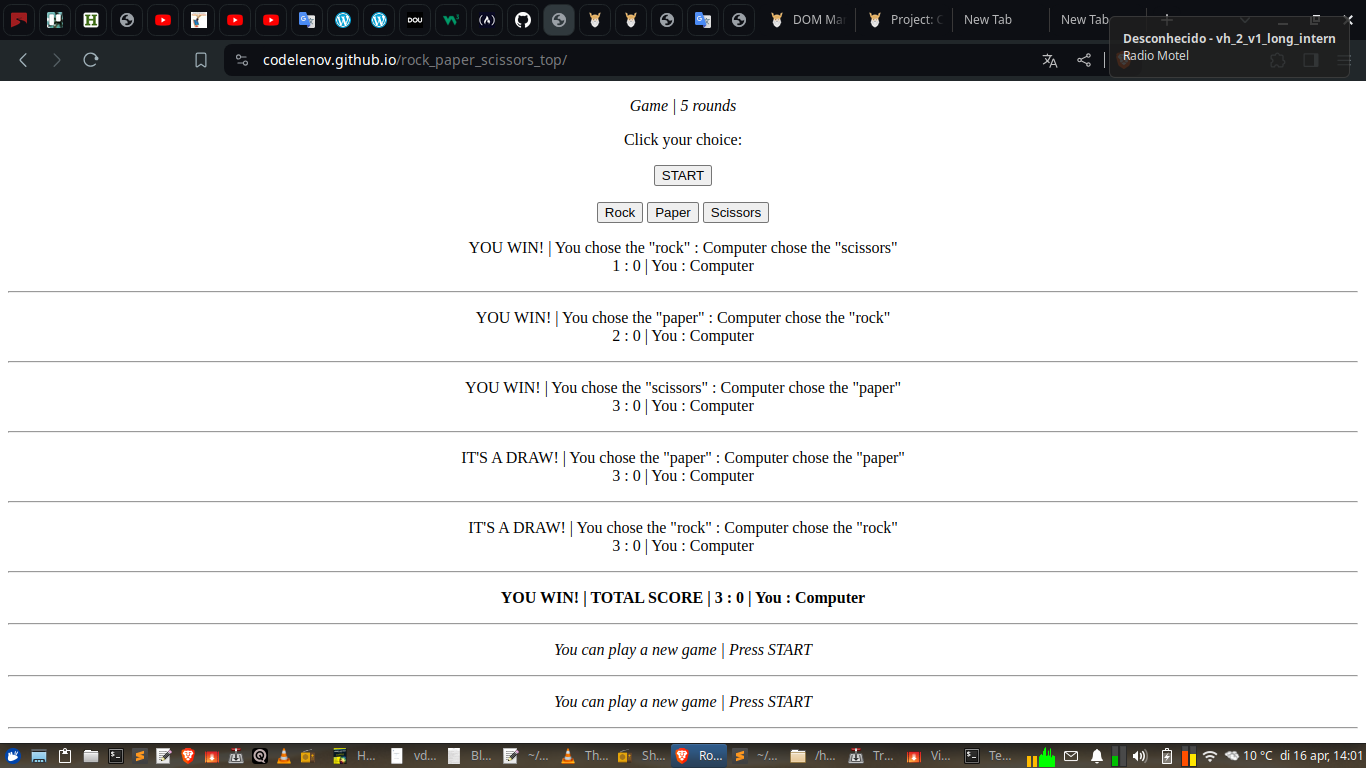 DOU
DOM Ma
Project: C
New Tab
New Tab
Desconhecido - vh_2_v1_long_intern
Radio Motel
codelenov.github.io/rock_paper_scissors_top/
Game | 5 rounds
Click your choice:
START
Rock Paper Scissors
YOU WIN! | You chose the "rock" : Computer chose the "scissors"
1 : 0 | You : Computer
YOU WIN! | You chose the "paper" : Computer chose the "rock"
2 : 0 | You : Computer
YOU WIN! | You chose the "scissors" : Computer chose the "paper"
3 : 0 | You : Computer
IT'S A DRAW! | You chose the "paper" : Computer chose the "paper"
3 : 0 | You : Computer
IT'S A DRAW! | You chose the "rock" : Computer chose the "rock"
3 : 0 | You : Computer
YOU WIN! | TOTAL SCORE | 3 : 0 | You : Computer
You can play a new game | Press START
You can play a new game | Press START
H... vd... Bl... ~/... Th... Sh... Ro... ~/... /h... Tr... Vi... Te... 10 °C di 16 apr, 14:01